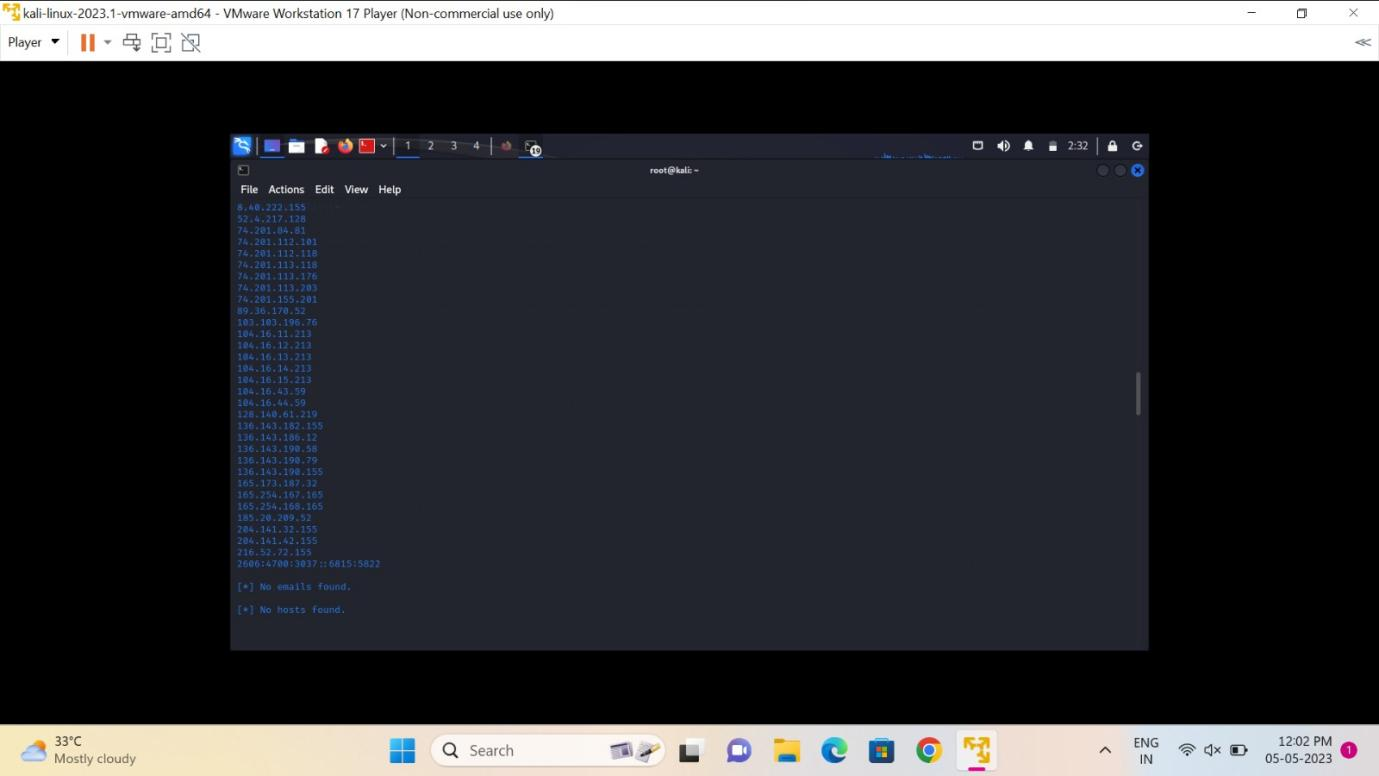 kali-linux-2023.1-vmware-amd64 - VMware Workstation 17 Player (Non-commercial use only)
Player
1 2 3 4
19
2:32
root@kali: ~
File Actions Edit View Help
8.40.222.155
52.4.217.128
74.201.84.81
74.201.112.101
74.201.112.118
74.201.113.118
74.201.113.176
74.201.113.203
74.201.155.201
89.36.170.52
103.103.196.76
104.16.11.213
104.16.12.213
104.16.13.213
104.16.14.213
104.16.15.213
104.16.43.59
104.16.44.59
128.140.61.219
136.143.182.155
136.143.186.12
136.143.190.58
136.143.190.79
136.143.190.155
165.173.187.32
165.254.167.165
165.254.168.165
185.20.209.52
204.141.32.155
204.141.42.155
216.52.72.155
2606:4700:3037::6815:5822
[*] No emails found.
[*] No hosts found.
33°C
Mostly cloudy
Search
ENG
IN
12:02 PM
05-05-2023
1